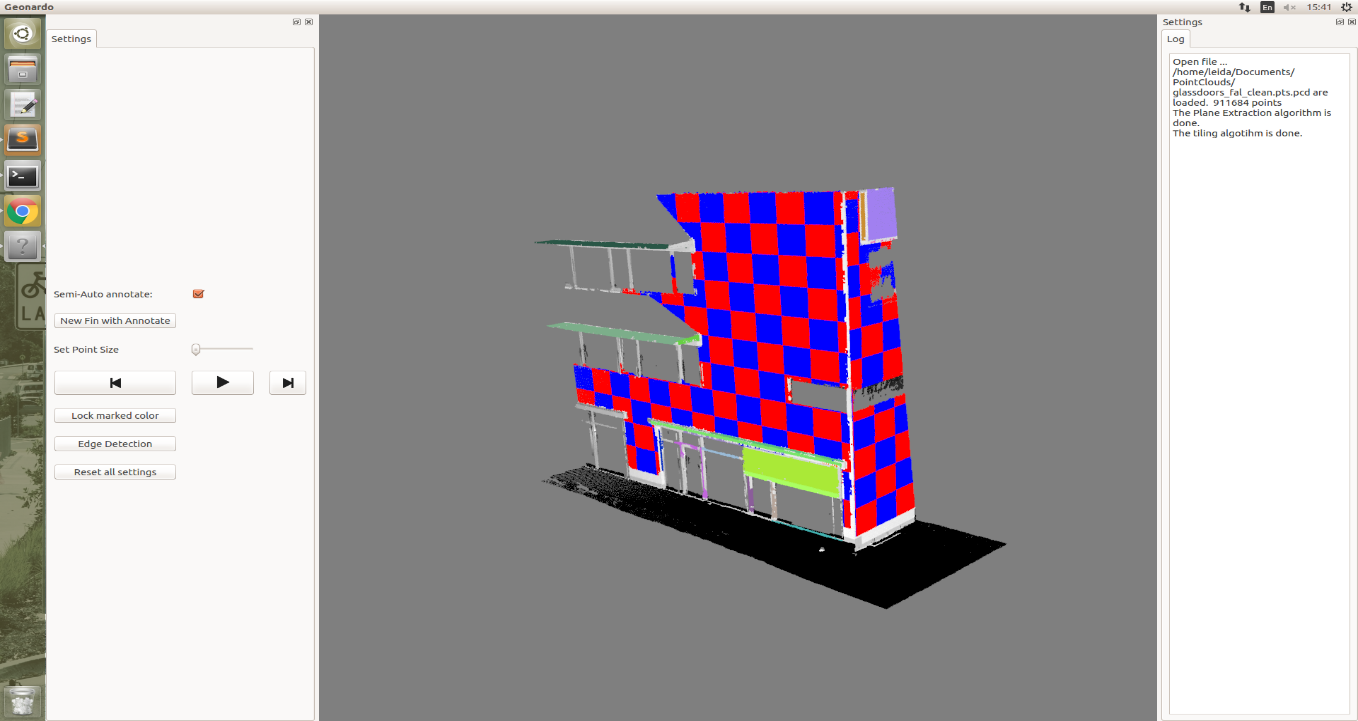 Geonardo
En
15:41
Settings
Settings
Semi-Auto annotate:
New Fin with Annotate
Set Point Size
Lock marked color
Edge Detection
Reset all settings
Settings
Log
Open file ...
/home/leida/Documents/
PointClouds/
glassdoors_fal_clean.pts.pcd are
loaded.  911684 points
The Plane Extraction algorithm is
done.
The tiling algotihm is done.
S
>_
?
LA